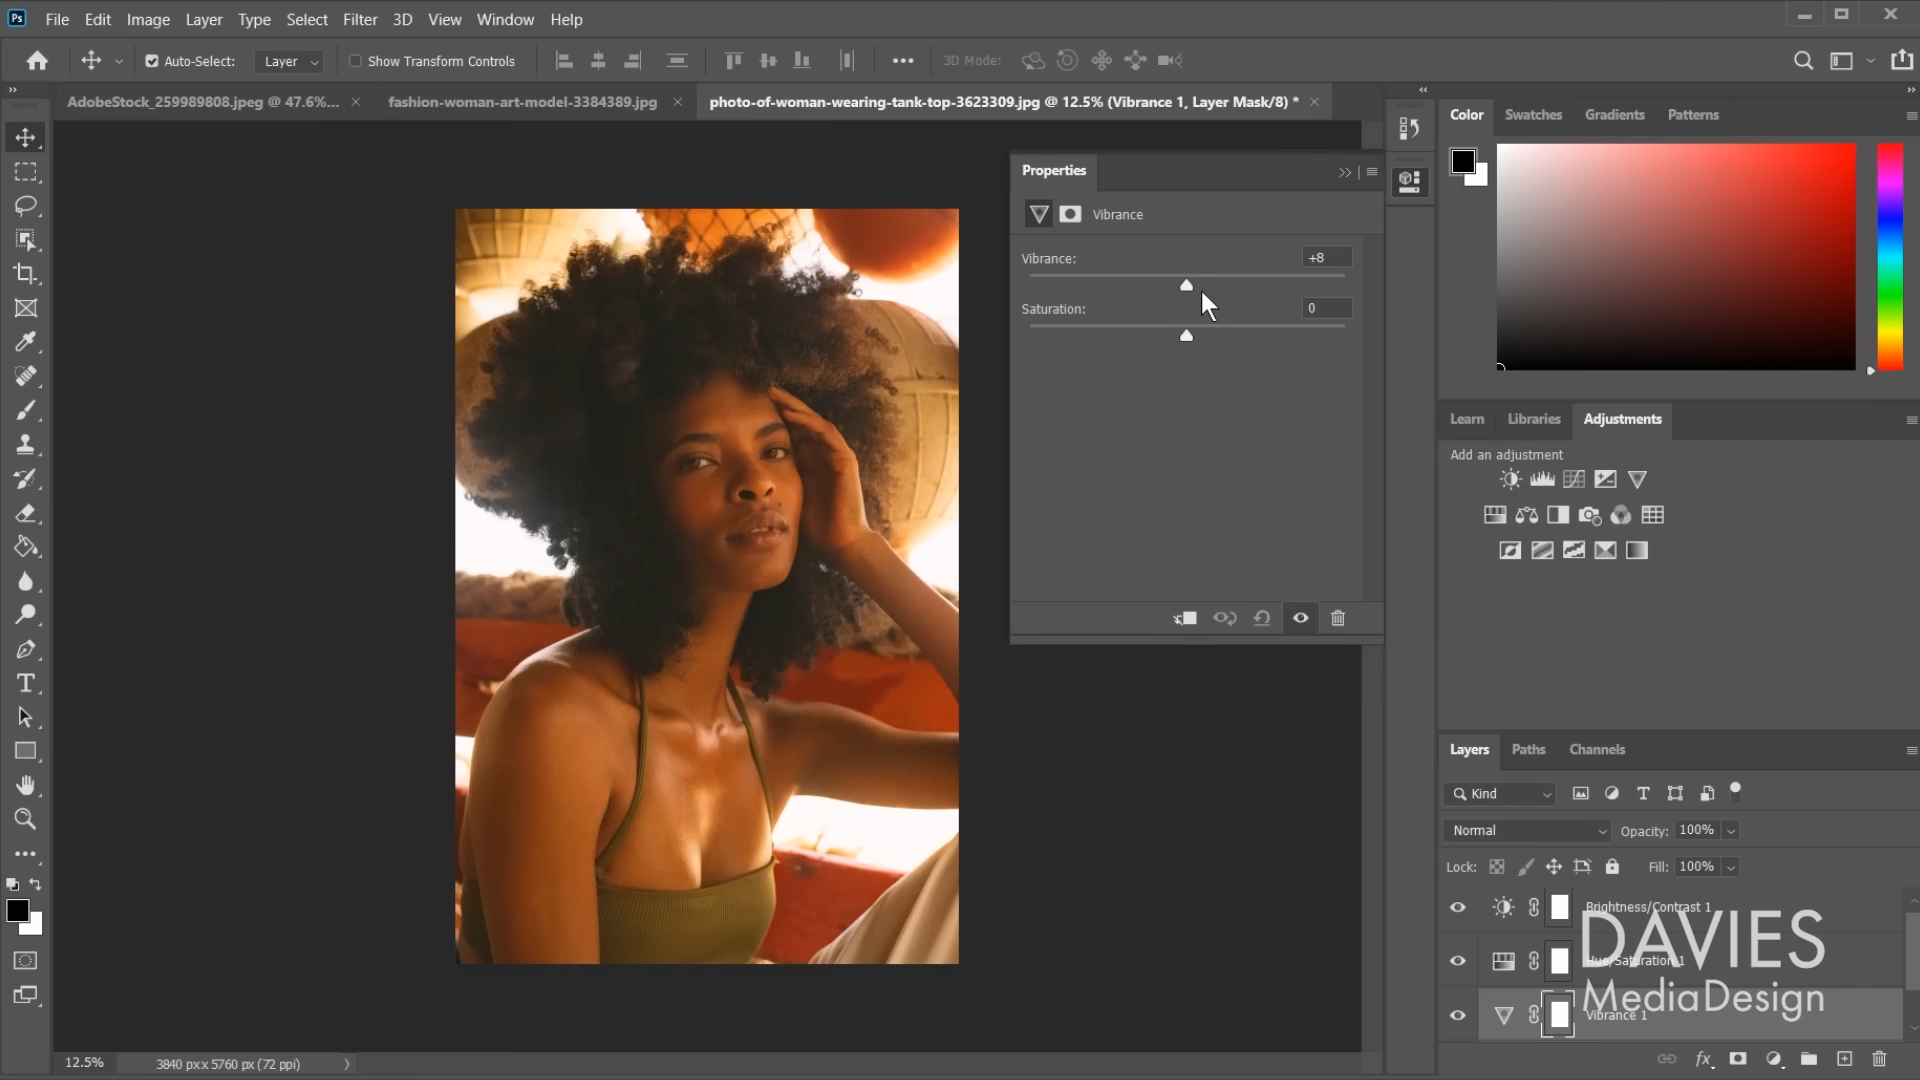 Ps File Edit Image Layer Type Select Filter 3D View Window Help
Auto-Select: Layer Show Transform Controls 3D Mode:
AdobeStock_259989808.jpeg @ 47.6%... fashion-woman-art-model-3384389.jpg photo-of-woman-wearing-tank-top-3623309.jpg @ 12.5% (Vibrance 1, Layer Mask/8) *
Color Swatches Gradients Patterns
Properties
Vibrance
Vibrance: +8
Saturation: 0
Learn Libraries Adjustments
Add an adjustment
Layers Paths Channels
Kind
Normal Opacity: 100%
Lock: Fill: 100%
Brightness/Contrast 1
Hue/Saturation 1
Vibrance 1
DAVIES
MediaDesign
12.5% 3840 px x 5760 px (72 ppi)